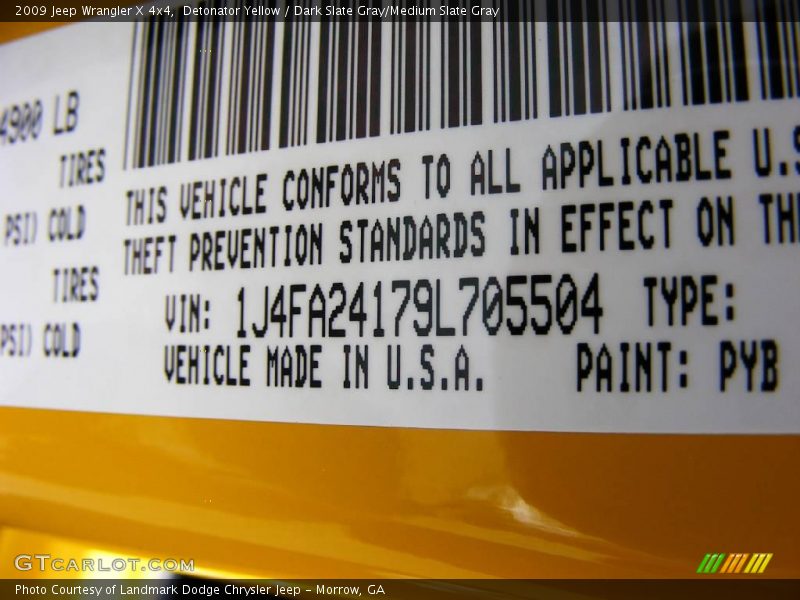 2009 Jeep Wrangler X 4x4, Detonator Yellow / Dark Slate Gray/Medium Slate Gray
4900 LB
TIRES
PSI) COLD
TIRES
PSI) COLD
THIS VEHICLE CONFORMS TO ALL APPLICABLE U.S
THEFT PREVENTION STANDARDS IN EFFECT ON TH
VIN: 1J4FA24179L705504 TYPE:
VEHICLE MADE IN U.S.A. PAINT: PYB
GTCARLOT.COM
Photo Courtesy of Landmark Dodge Chrysler Jeep - Morrow, GA